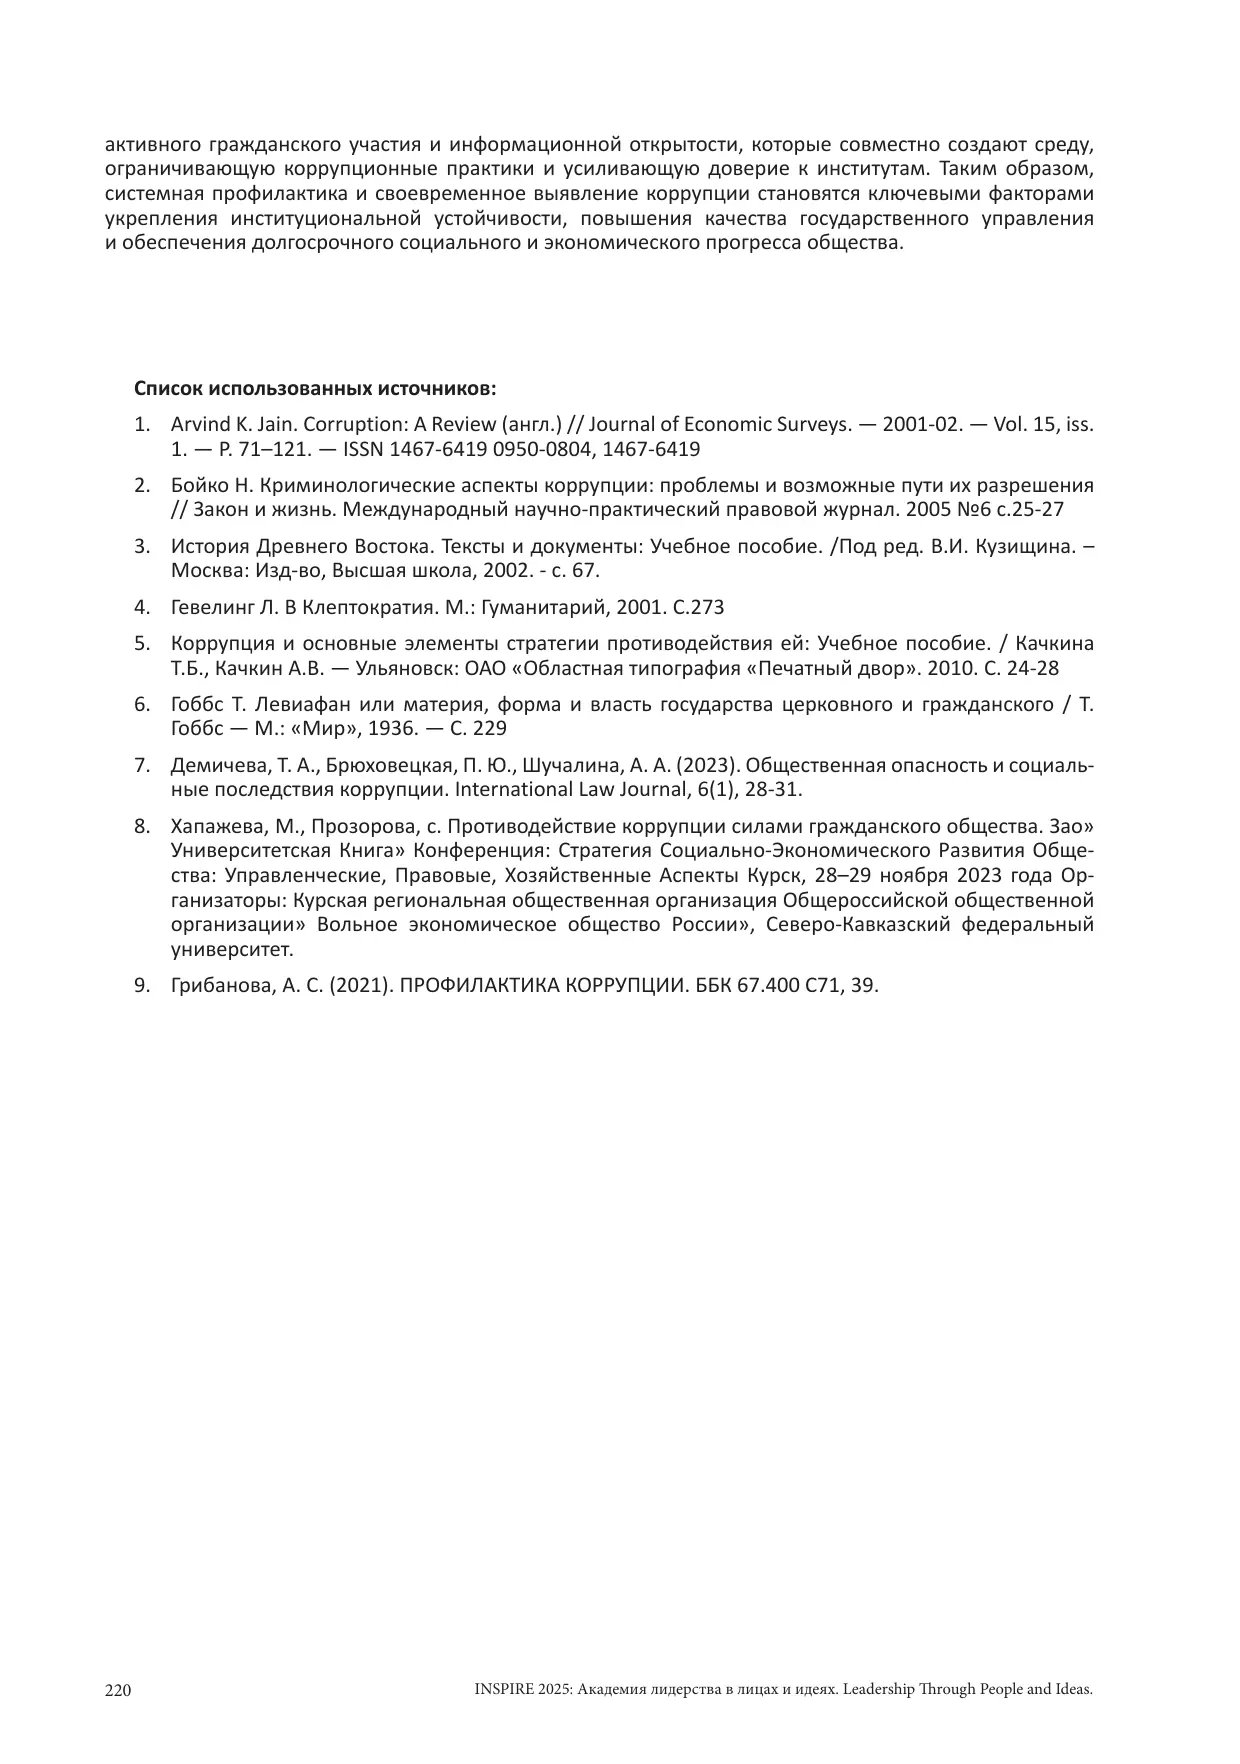 активного гражданского участия и информационной открытости, которые совместно создают среду,
ограничивающую коррупционные практики и усиливающую доверие к институтам. Таким образом,
системная профилактика и своевременное выявление коррупции становятся ключевыми факторами
укрепления институциональной устойчивости, повышения качества государственного управления
и обеспечения долгосрочного социального и экономического прогресса общества.
Список использованных источников:
1. Arvind K. Jain. Corruption: A Review (англ.) // Journal of Economic Surveys. — 2001-02. — Vol. 15, iss.
1. — P. 71–121. — ISSN 1467-6419 0950-0804, 1467-6419
2. Бойко Н. Криминологические аспекты коррупции: проблемы и возможные пути их разрешения
// Закон и жизнь. Международный научно-практический правовой журнал. 2005 №6 с.25-27
3. История Древнего Востока. Тексты и документы: Учебное пособие. /Под ред. В.И. Кузищина. –
Москва: Изд-во, Высшая школа, 2002. - с. 67.
4. Гевелинг Л. В Клептократия. М.: Гуманитарий, 2001. С.273
5. Коррупция и основные элементы стратегии противодействия ей: Учебное пособие. / Качкина
Т.Б., Качкин А.В. — Ульяновск: ОАО «Областная типография «Печатный двор». 2010. С. 24-28
6. Гоббс Т. Левиафан или материя, форма и власть государства церковного и гражданского / Т.
Гоббс — М.: «Мир», 1936. — С. 229
7. Демичева, Т. А., Брюховецкая, П. Ю., Шучалина, А. А. (2023). Общественная опасность и социаль-
ные последствия коррупции. International Law Journal, 6(1), 28-31.
8. Хапажева, М., Прозорова, с. Противодействие коррупции силами гражданского общества. Зао»
Университетская Книга» Конференция: Стратегия Социально-Экономического Развития Обще-
ства: Управленческие, Правовые, Хозяйственные Аспекты Курск, 28–29 ноября 2023 года Ор-
ганизаторы: Курская региональная общественная организация Общероссийской общественной
организации» Вольное экономическое общество России», Северо-Кавказский федеральный
университет.
9. Грибанова, А. С. (2021). ПРОФИЛАКТИКА КОРРУПЦИИ. ББК 67.400 С71, 39.
220 INSPIRE 2025: Академия лидерства в лицах и идеях. Leadership Through People and Ideas.